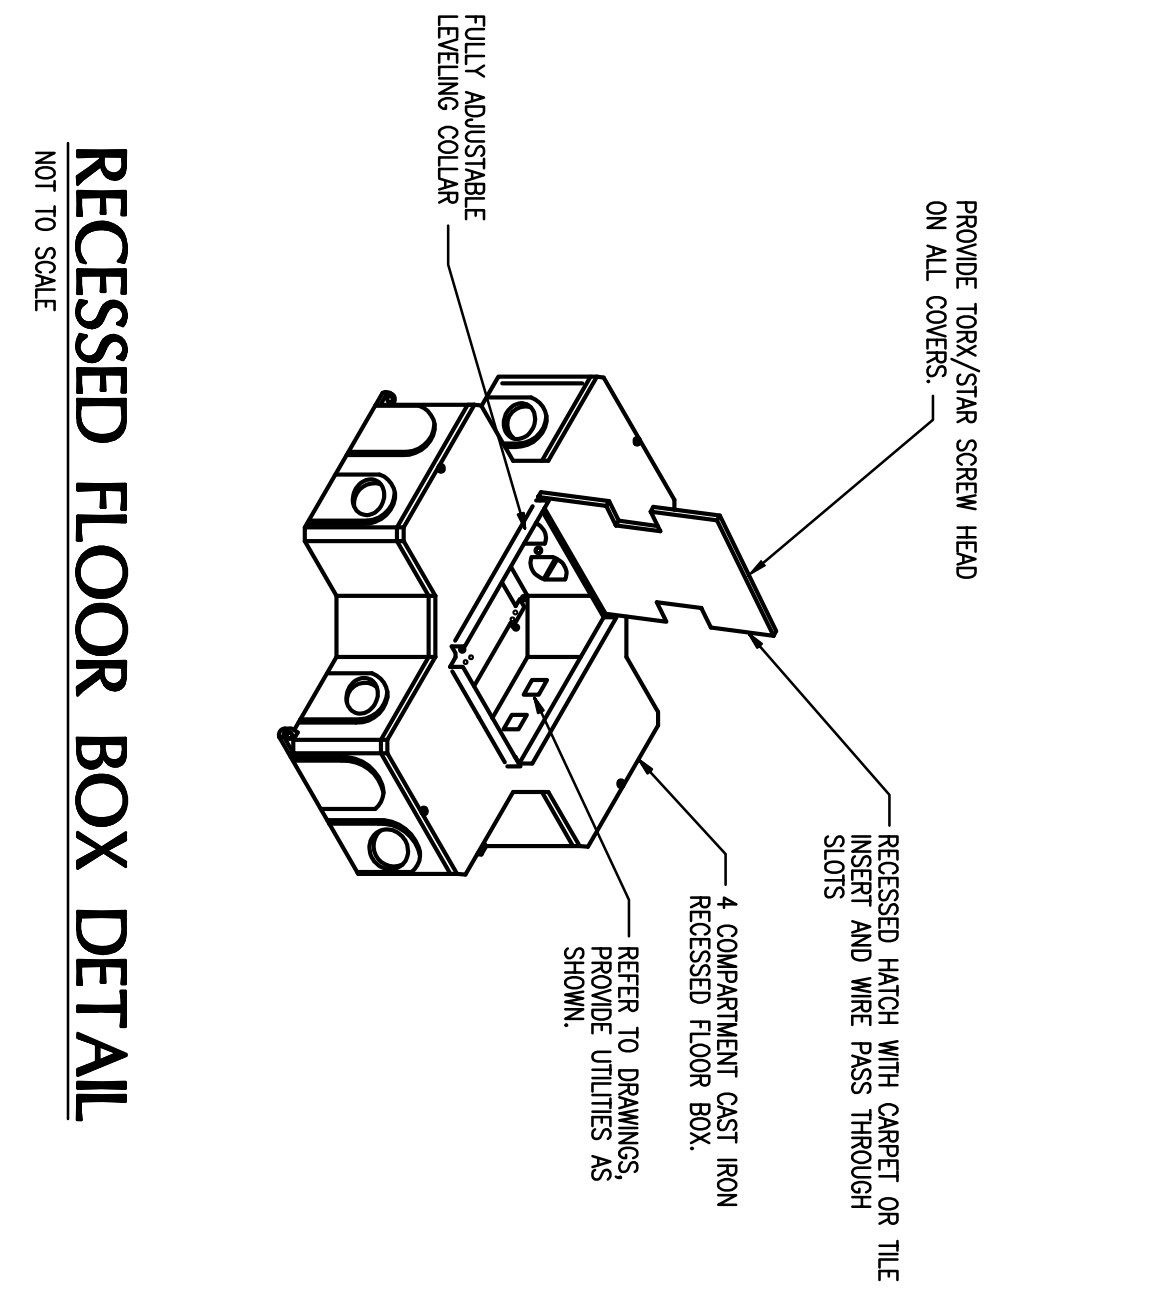 PROVIDE TORX/STAR SCREW HEAD
ON ALL COVERS.
RECESSED HATCH WITH CARPET OR TILE
INSERT AND WIRE PASS THROUGH
SLOTS
4 COMPARTMENT CAST IRON
RECESSED FLOOR BOX.
REFER TO DRAWINGS,
PROVIDE UTILITIES AS
SHOWN.
FULLY ADJUSTABLE
LEVELING COLLAR
RECESSED FLOOR BOX DETAIL
NOT TO SCALE